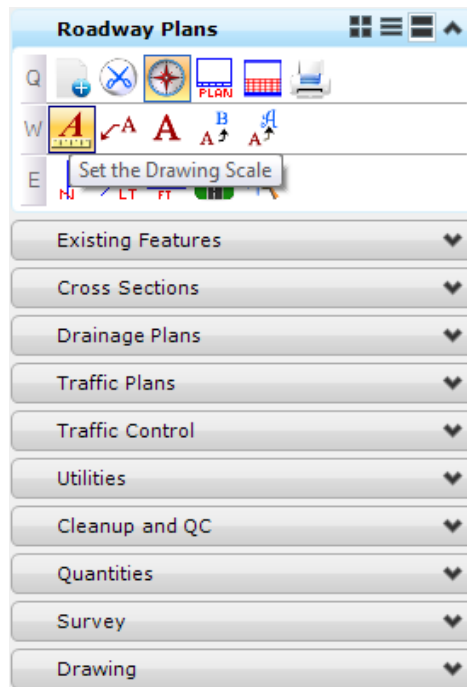 Roadway Plans
Q
PLAN
W A A A A B A A
Set the Drawing Scale
E LT FT
Existing Features
Cross Sections
Drainage Plans
Traffic Plans
Traffic Control
Utilities
Cleanup and QC
Quantities
Survey
Drawing